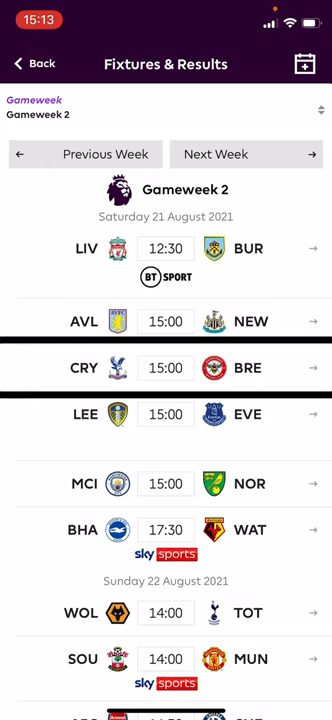 15:13
Back
Fixtures & Results
Gameweek
Gameweek 2
Previous Week
Next Week
Gameweek 2
Saturday 21 August 2021
LIV 12:30 BUR
BT SPORT
AVL 15:00 NEW
CRY 15:00 BRE
LEE 15:00 EVE
MCI 15:00 NOR
BHA 17:30 WAT
sky sports
Sunday 22 August 2021
WOL 14:00 TOT
SOU 14:00 MUN
sky sports